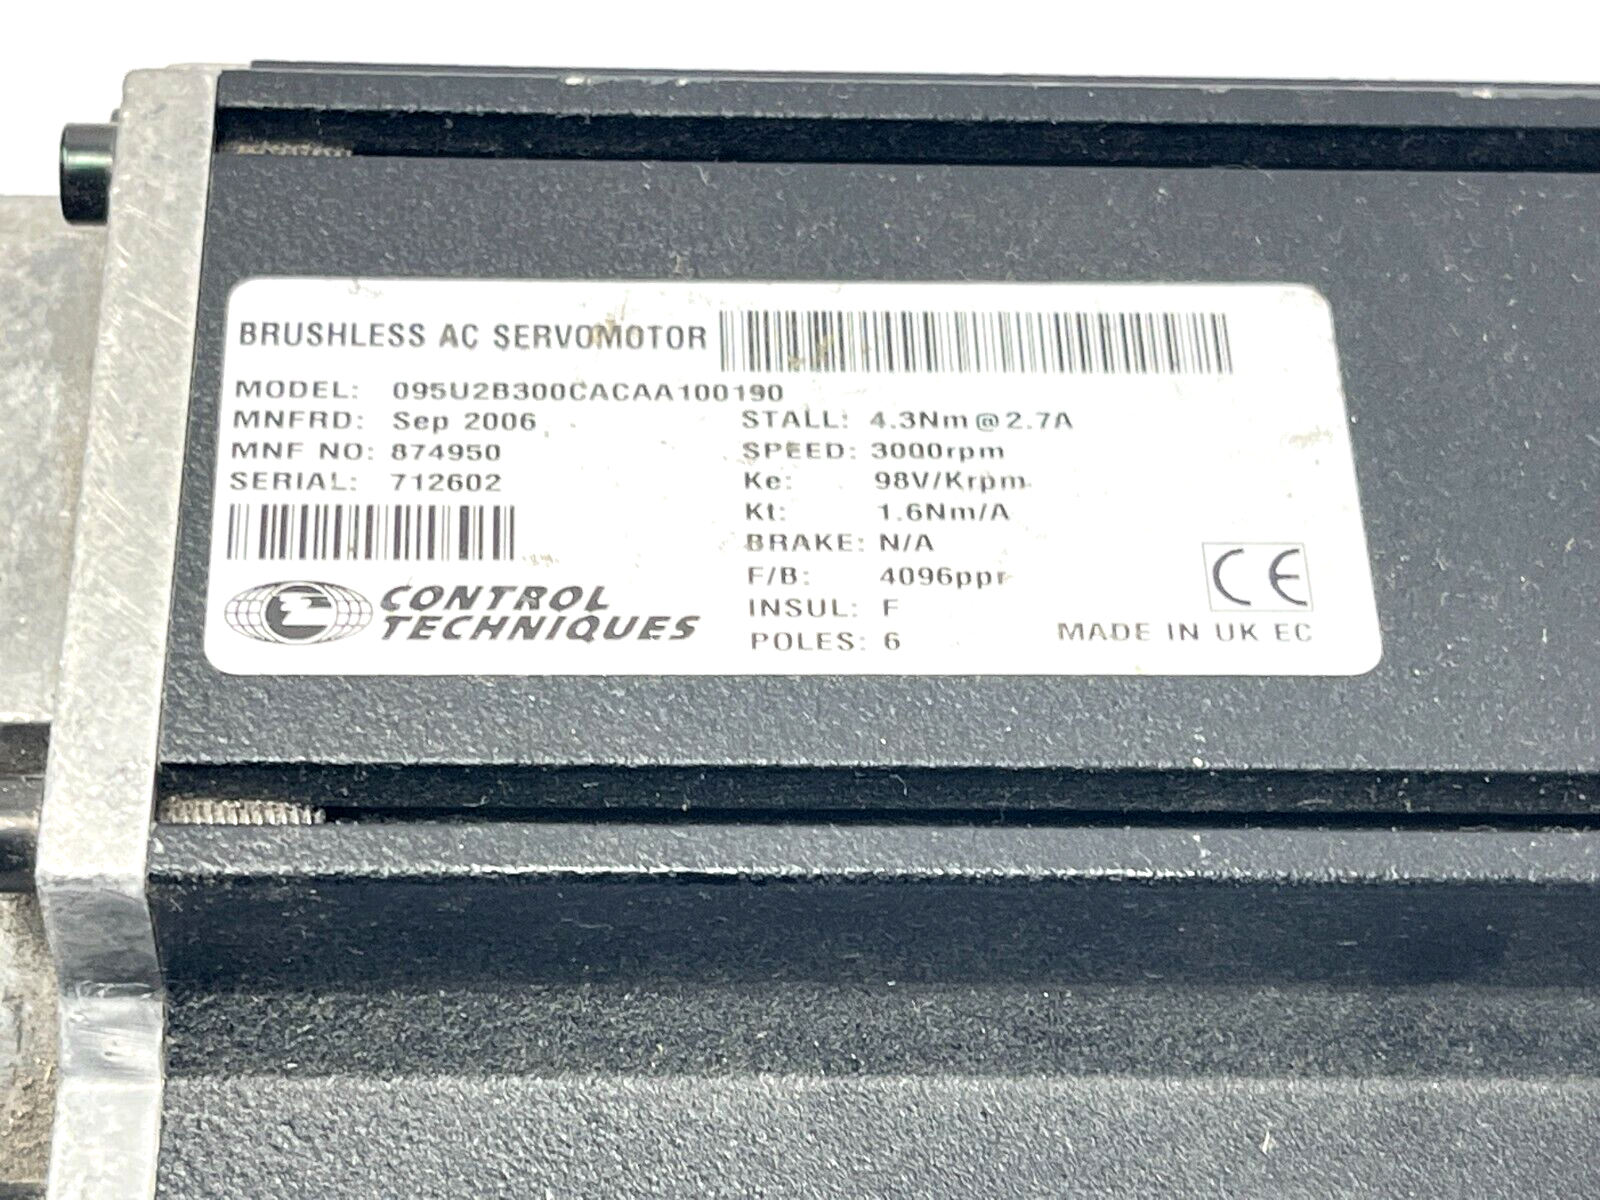 BRUSHLESS AC SERVOMOTOR
MODEL: 095U2B300CACAA100190
MNFRD: Sep 2006
MNF NO: 874950
SERIAL: 712602
STALL: 4.3Nm@2.7A
SPEED: 3000rpm
Ke: 98V/Krpm
Kt: 1.6Nm/A
BRAKE: N/A
F/B: 4096ppr
INSUL: F
POLES: 6
CONTROL
TECHNIQUES
CE
MADE IN UK EC